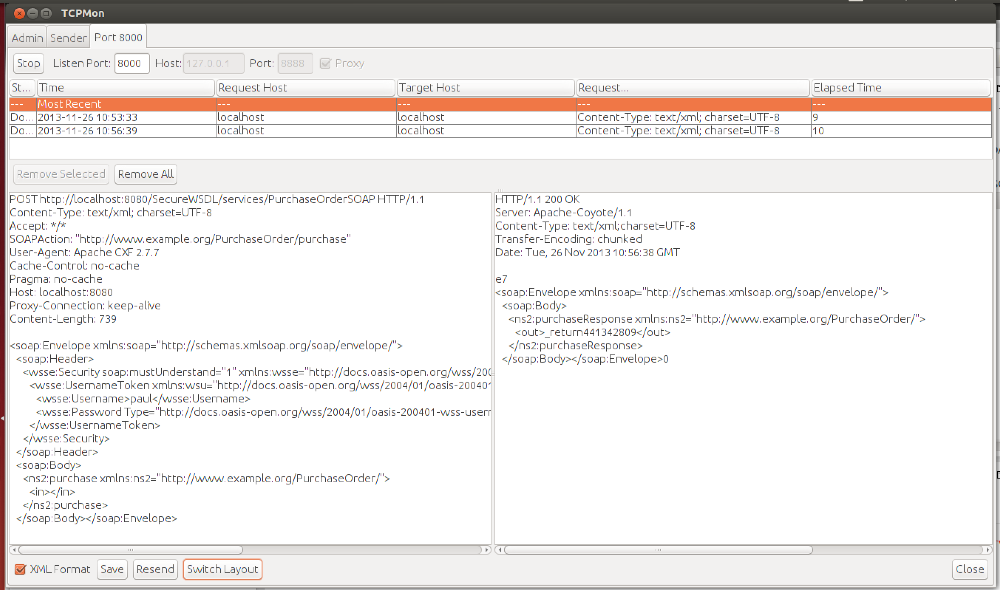 TCPMon
Admin Sender Port 8000
Stop Listen Port: 8000 Host: 127.0.0.1 Port: 8888 Proxy
St... Time Request Host Target Host Request... Elapsed Time
--- Most Recent --- --- --- ---
Do... 2013-11-26 10:53:33 localhost localhost Content-Type: text/xml; charset=UTF-8 9
Do... 2013-11-26 10:56:39 localhost localhost Content-Type: text/xml; charset=UTF-8 10
Remove Selected Remove All
POST http://localhost:8080/SecureWSDL/services/PurchaseOrderSOAP HTTP/1.1
Content-Type: text/xml; charset=UTF-8
Accept: */*
SOAPAction: "http://www.example.org/PurchaseOrder/purchase"
User-Agent: Apache CXF 2.7.7
Cache-Control: no-cache
Pragma: no-cache
Host: localhost:8080
Proxy-Connection: keep-alive
Content-Length: 739
<soap:Envelope xmlns:soap="http://schemas.xmlsoap.org/soap/envelope/">
<soap:Header>
<wsse:Security soap:mustUnderstand="1" xmlns:wsse="http://docs.oasis-open.org/wss/200
<wsse:UsernameToken xmlns:wsu="http://docs.oasis-open.org/wss/2004/01/oasis-200401
<wsse:Username>paul</wsse:Username>
<wsse:Password Type="http://docs.oasis-open.org/wss/2004/01/oasis-200401-wss-usern
</wsse:UsernameToken>
</wsse:Security>
</soap:Header>
<soap:Body>
<ns2:purchase xmlns:ns2="http://www.example.org/PurchaseOrder/">
<in></in>
</ns2:purchase>
</soap:Body></soap:Envelope>
HTTP/1.1 200 OK
Server: Apache-Coyote/1.1
Content-Type: text/xml;charset=UTF-8
Transfer-Encoding: chunked
Date: Tue, 26 Nov 2013 10:56:38 GMT
e7
<soap:Envelope xmlns:soap="http://schemas.xmlsoap.org/soap/envelope/">
<soap:Body>
<ns2:purchaseResponse xmlns:ns2="http://www.example.org/PurchaseOrder/">
<out>_return441342809</out>
</ns2:purchaseResponse>
</soap:Body></soap:Envelope>0
XML Format Save Resend Switch Layout Close